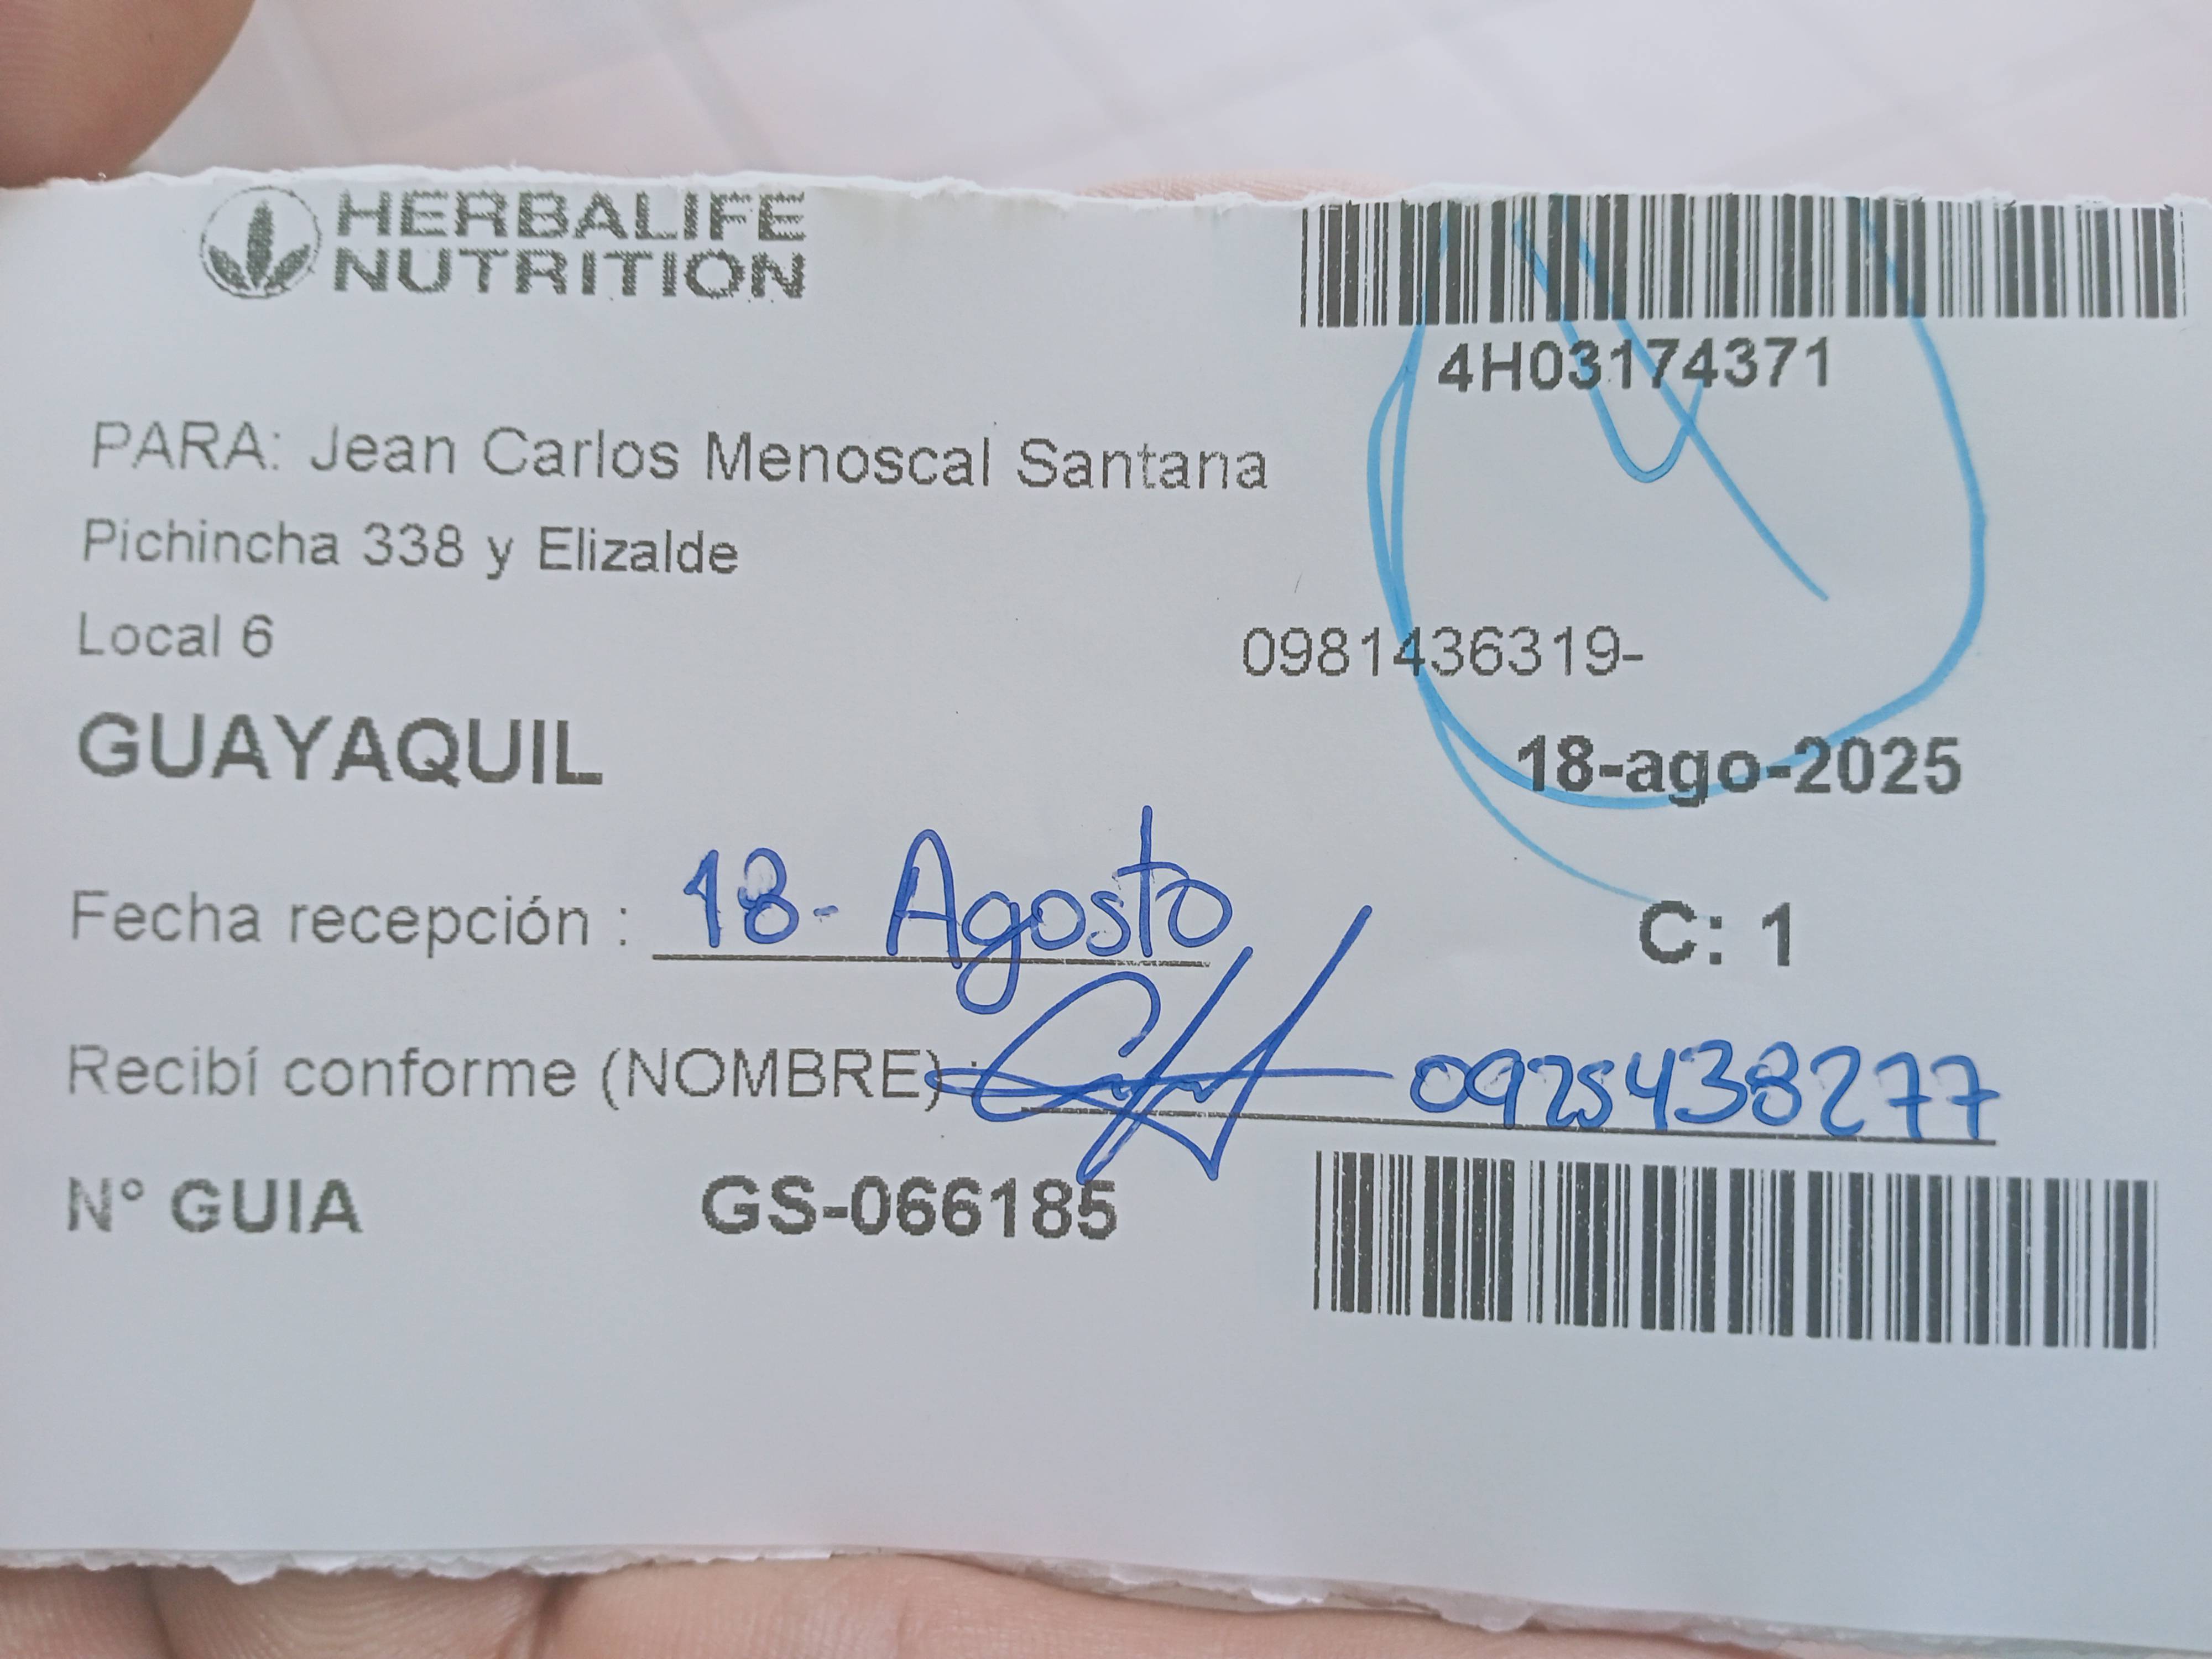 HERBALIFE
NUTRITION
4H03174371
PARA: Jean Carlos Menoscal Santana
Pichincha 338 y Elizalde
Local 6
0981436319-
GUAYAQUIL
18-ago-2025
Fecha recepción : 18- Agosto
C: 1
Recibí conforme (NOMBRE) : 0925438277
N° GUIA GS-066185